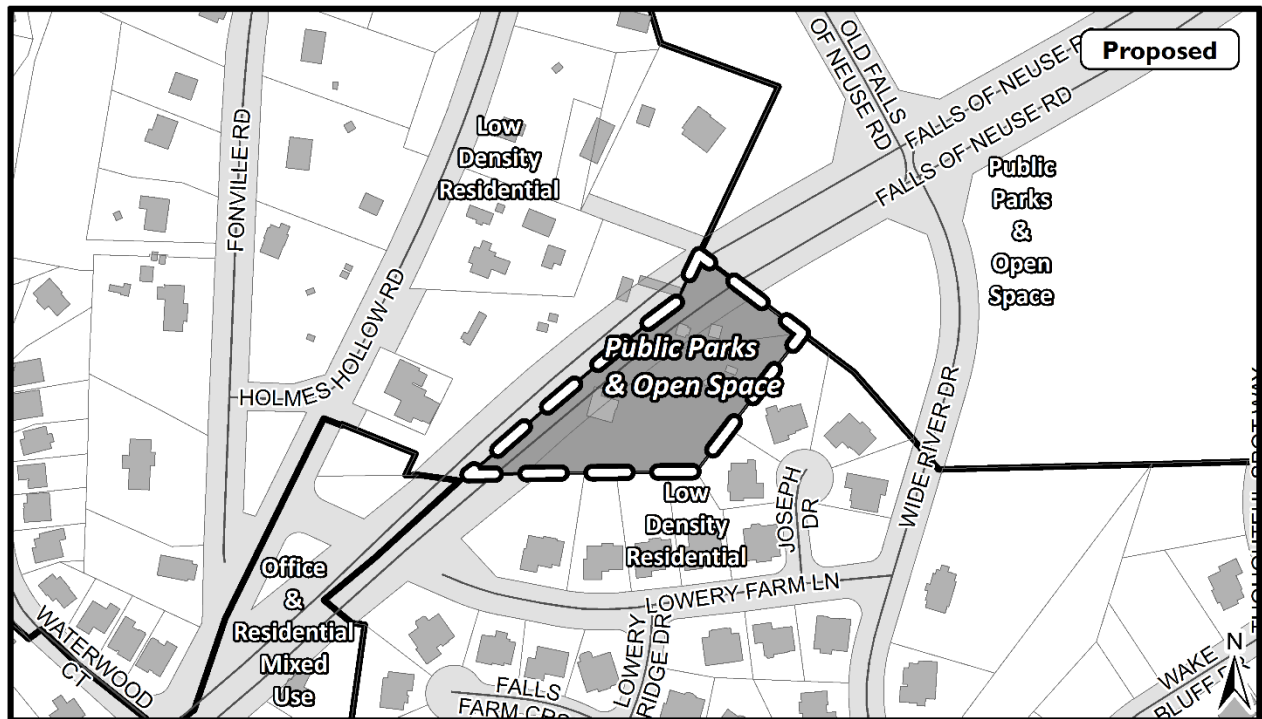 Proposed
OLD FALLS
OF NEUSE RD
FALLS OF NEUSE R
FALLS OF NEUSE RD
Low
Density
Residential
FONVILLE RD
Public
Parks
&
Open
Space
HOLMES HOLLOW RD
Public Parks
& Open Space
WIDE RIVER DR
JOSEPH
DR
Low
Density
Residential
LOWERY FARM LN
Office
&
Residential
Mixed
Use
WATERWOOD
CT
LOWERY
RIDGE DR
FALLS
FARM CRS
N
WAKE
BLUFF